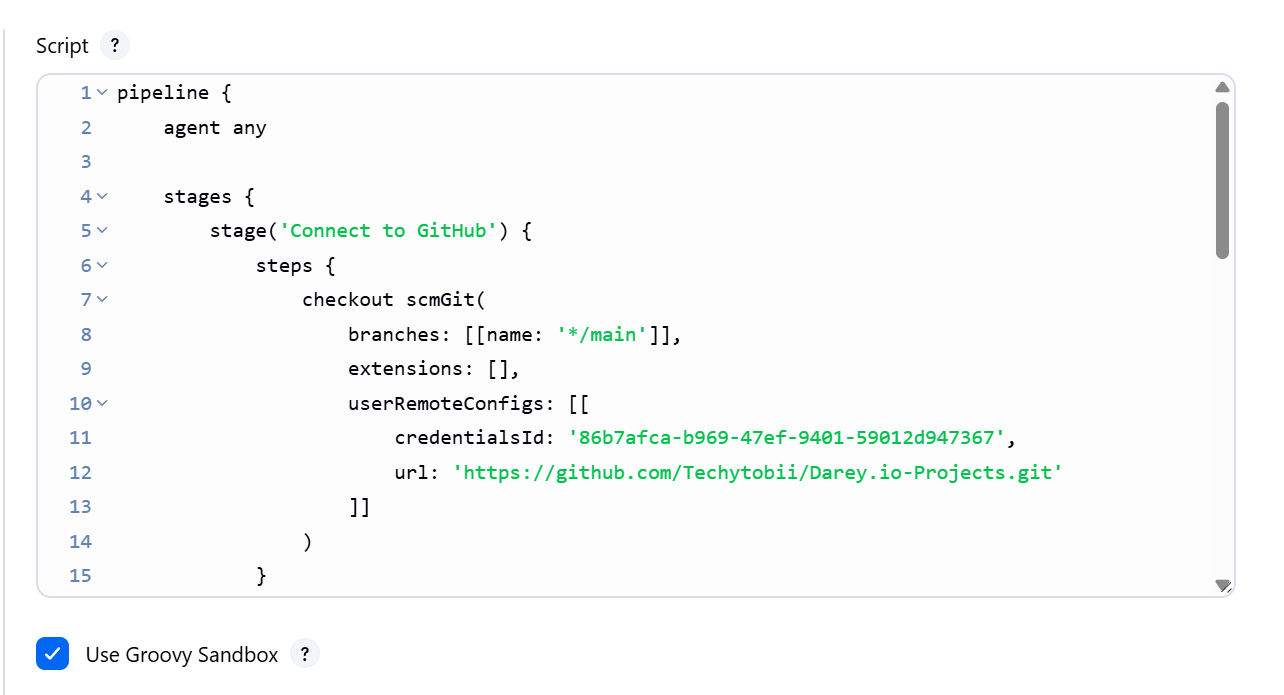 Script ?
1 pipeline {
2     agent any
3
4     stages {
5         stage('Connect to GitHub') {
6             steps {
7                 checkout scmGit(
8                     branches: [[name: '*/main']],
9                     extensions: [],
10                     userRemoteConfigs: [[
11                         credentialsId: '86b7afca-b969-47ef-9401-59012d947367',
12                         url: 'https://github.com/Techytobii/Darey.io-Projects.git'
13                     ]]
14                 )
15             }
Use Groovy Sandbox ?